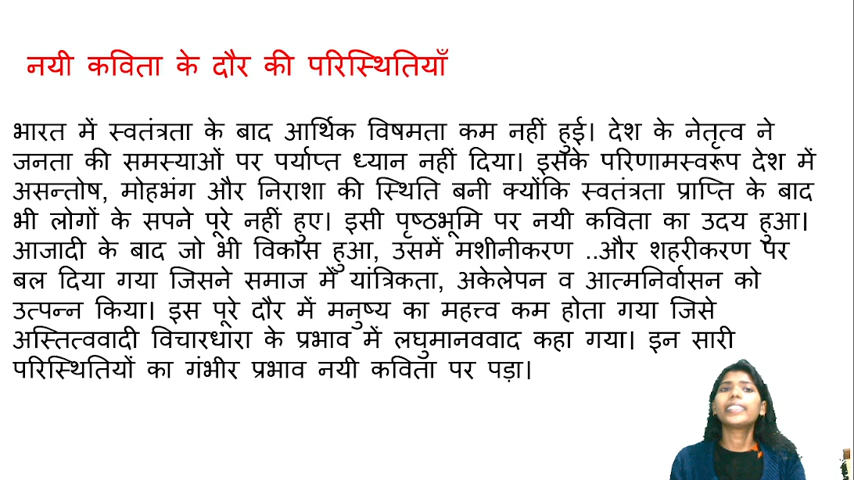 नयी कविता के दौर की परिस्थितियाँ
भारत में स्वतंत्रता के बाद आर्थिक विषमता कम नहीं हुई। देश के नेतृत्व ने
जनता की समस्याओं पर पर्याप्त ध्यान नहीं दिया। इसके परिणामस्वरूप देश में
असन्तोष, मोहभंग और निराशा की स्थिति बनी क्योंकि स्वतंत्रता प्राप्ति के बाद
भी लोगों के सपने पूरे नहीं हुए। इसी पृष्ठभूमि पर नयी कविता का उदय हुआ।
आजादी के बाद जो भी विकास हुआ, उसमें मशीनीकरण ..और शहरीकरण पर
बल दिया गया जिसने समाज में यांत्रिकता, अकेलेपन व आत्मनिर्वासन को
उत्पन्न किया। इस पूरे दौर में मनुष्य का महत्त्व कम होता गया जिसे
अस्तित्ववादी विचारधारा के प्रभाव में लघुमानववाद कहा गया। इन सारी
परिस्थितियों का गंभीर प्रभाव नयी कविता पर पड़ा।